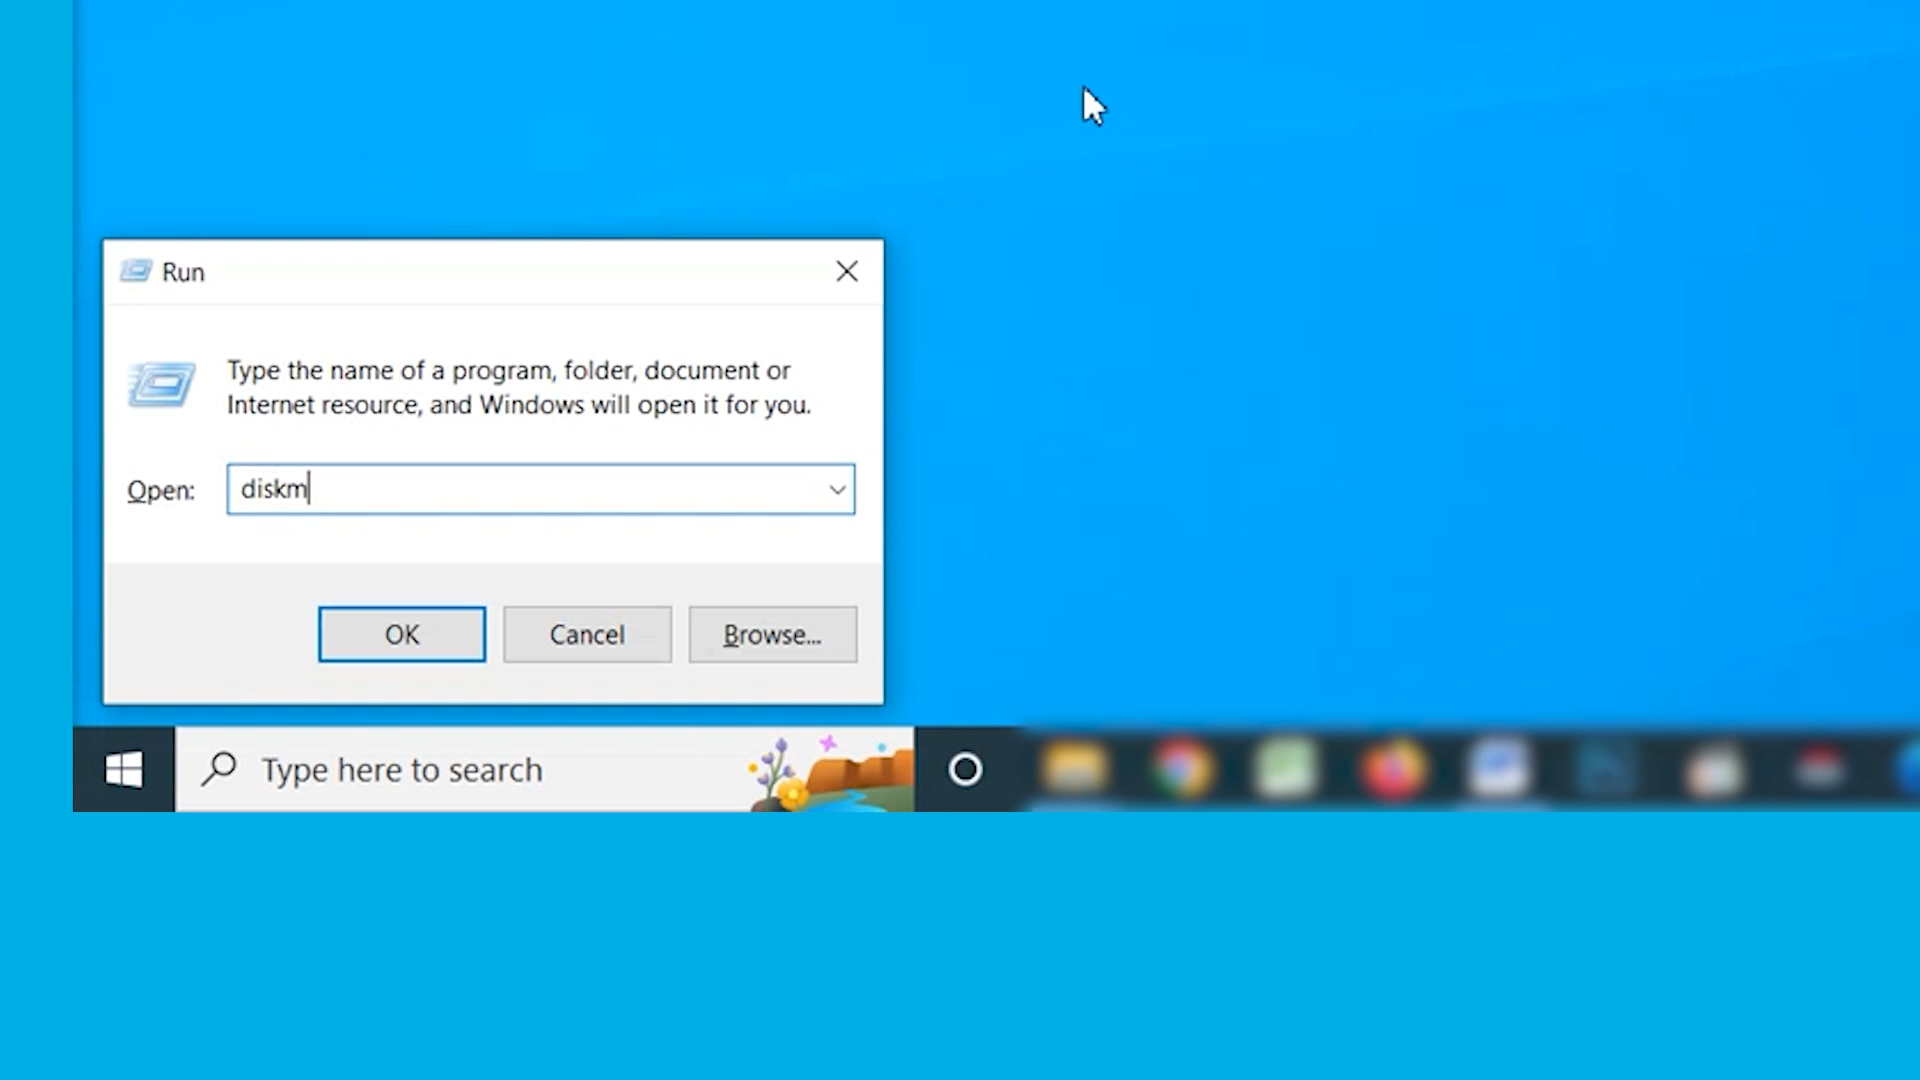 Run
Type the name of a program, folder, document or
Internet resource, and Windows will open it for you.
Open: diskm
OK Cancel Browse...
Type here to search